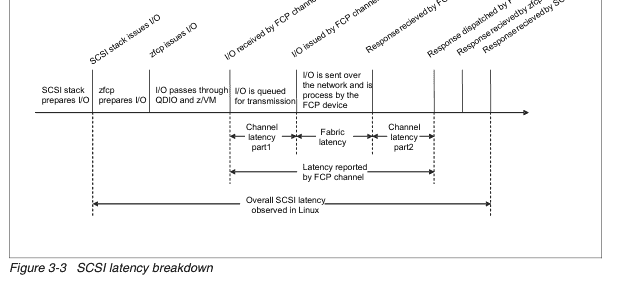 SCSI stack issues I/O
zfcp issues I/O
I/O received by FCP channel
I/O issued by FCP channel
Response recieved by
Response dispatched by
Response recieved by zfcp
Response recieved by
SCSI stack
prepares I/O
zfcp
prepares I/O
I/O passes through
QDIO and z/VM
I/O is queued
for transmission
I/O is sent over
the network and is
process by the
FCP device
Channel
latency
part1
Fabric
latency
Channel
latency
part2
Latency reported
by FCP channel
Overall SCSI latency
observed in Linux
Figure 3-3 SCSI latency breakdown